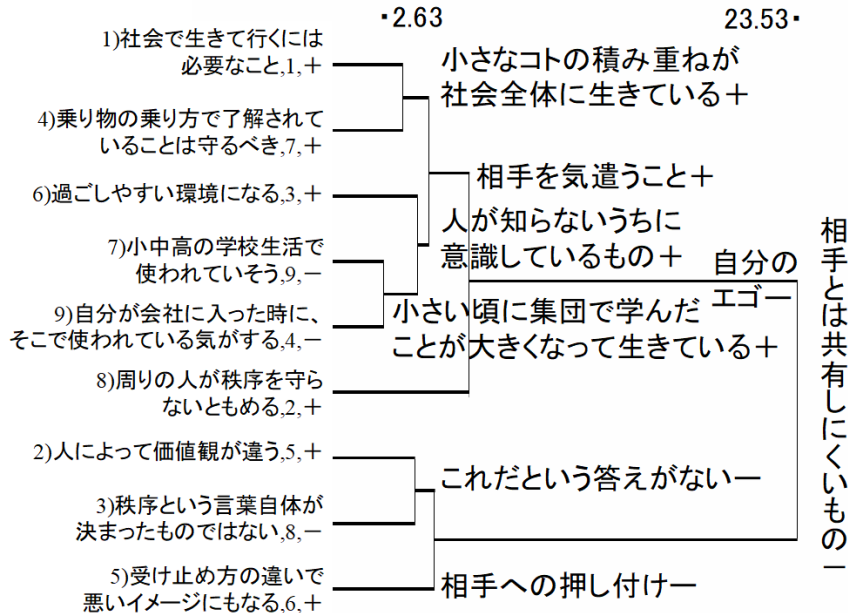 ・2.63
23.53・
1)社会で生きて行くには
必要なこと,1,＋
小さなコトの積み重ねが
社会全体に生きている＋
4)乗り物の乗り方で了解されて
いることは守るべき,7,＋
6)過ごしやすい環境になる,3,＋
相手を気遣うこと＋
人が知らないうちに
意識しているもの＋
7)小中高の学校生活で
使われていそう,9,－
自分の
エゴー
9)自分が会社に入った時に、
そこで使われている気がする,4,－
小さい頃に集団で学んだ
ことが大きくなって生きている＋
8)周りの人が秩序を守ら
ないともめる,2,＋
2)人によって価値観が違う,5,＋
これだという答えがないー
3)秩序という言葉自体が
決まったものではない,8,－
5)受け止め方の違いで
悪いイメージにもなる,6,＋
相手への押し付けー
相手とは共有しにくいものー